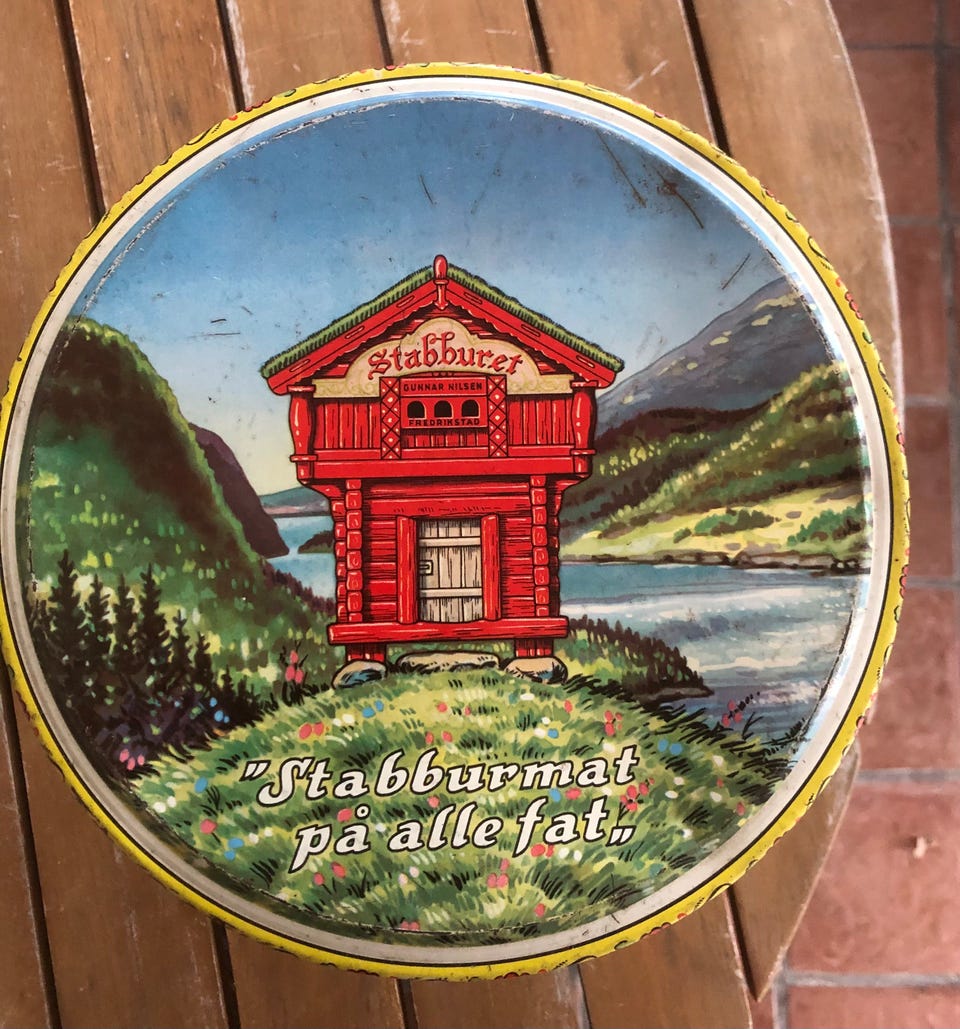 Stabburet
GUNNAR NILSEN
FREDRIKSTAD
"Stabburmat
på alle fat„